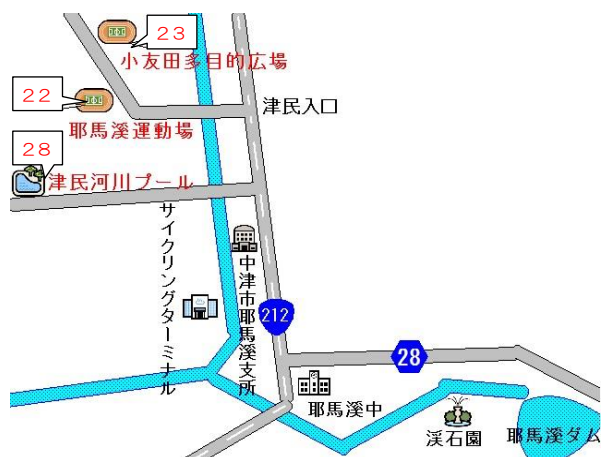 23
小友田多目的広場
22
津民入口
耶馬溪運動場
28
津民河川プール
サイクリングターミナル
中津市耶馬溪支所
212
28
耶馬溪中
渓石園
耶馬溪ダム